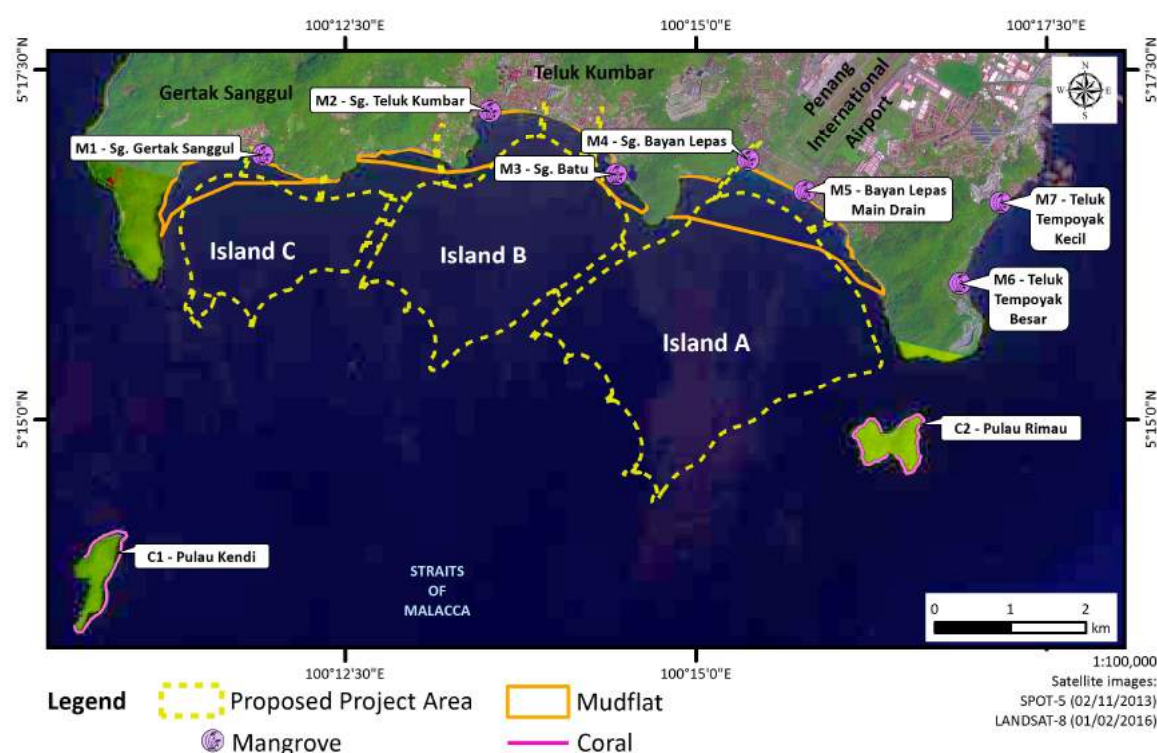 100°12'30"E
100°15'0"E
100°17'30"E
5°17'30"N
5°17'30"N
N
W E
S
Gertak Sanggul
Teluk Kumbar
Penang
International
Airport
M2 - Sg. Teluk Kumbar
M1 - Sg. Gertak Sanggul
M4 - Sg. Bayan Lepas
M3 - Sg. Batu
M5 - Bayan Lepas
Main Drain
M7 - Teluk
Tempoyak
Kecil
M6 - Teluk
Tempoyak
Besar
Island C
Island B
Island A
5°15'0"N
5°15'0"N
C2 - Pulau Rimau
C1 - Pulau Kendi
STRAITS
OF
MALACCA
0 1 2
km
100°12'30"E
100°15'0"E
1:100,000
Satellite images:
SPOT-5 (02/11/2013)
LANDSAT-8 (01/02/2016)
Legend
Proposed Project Area
Mudflat
Mangrove
Coral